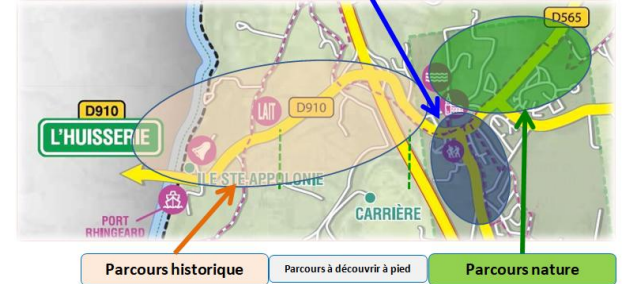 D565
D910
LAIT
D910
L'HUISSERIE
ILE STE APPOLONIE
CARRIÈRE
PORT
RHINGEARD
Parcours historique
Parcours à découvrir à pied
Parcours nature